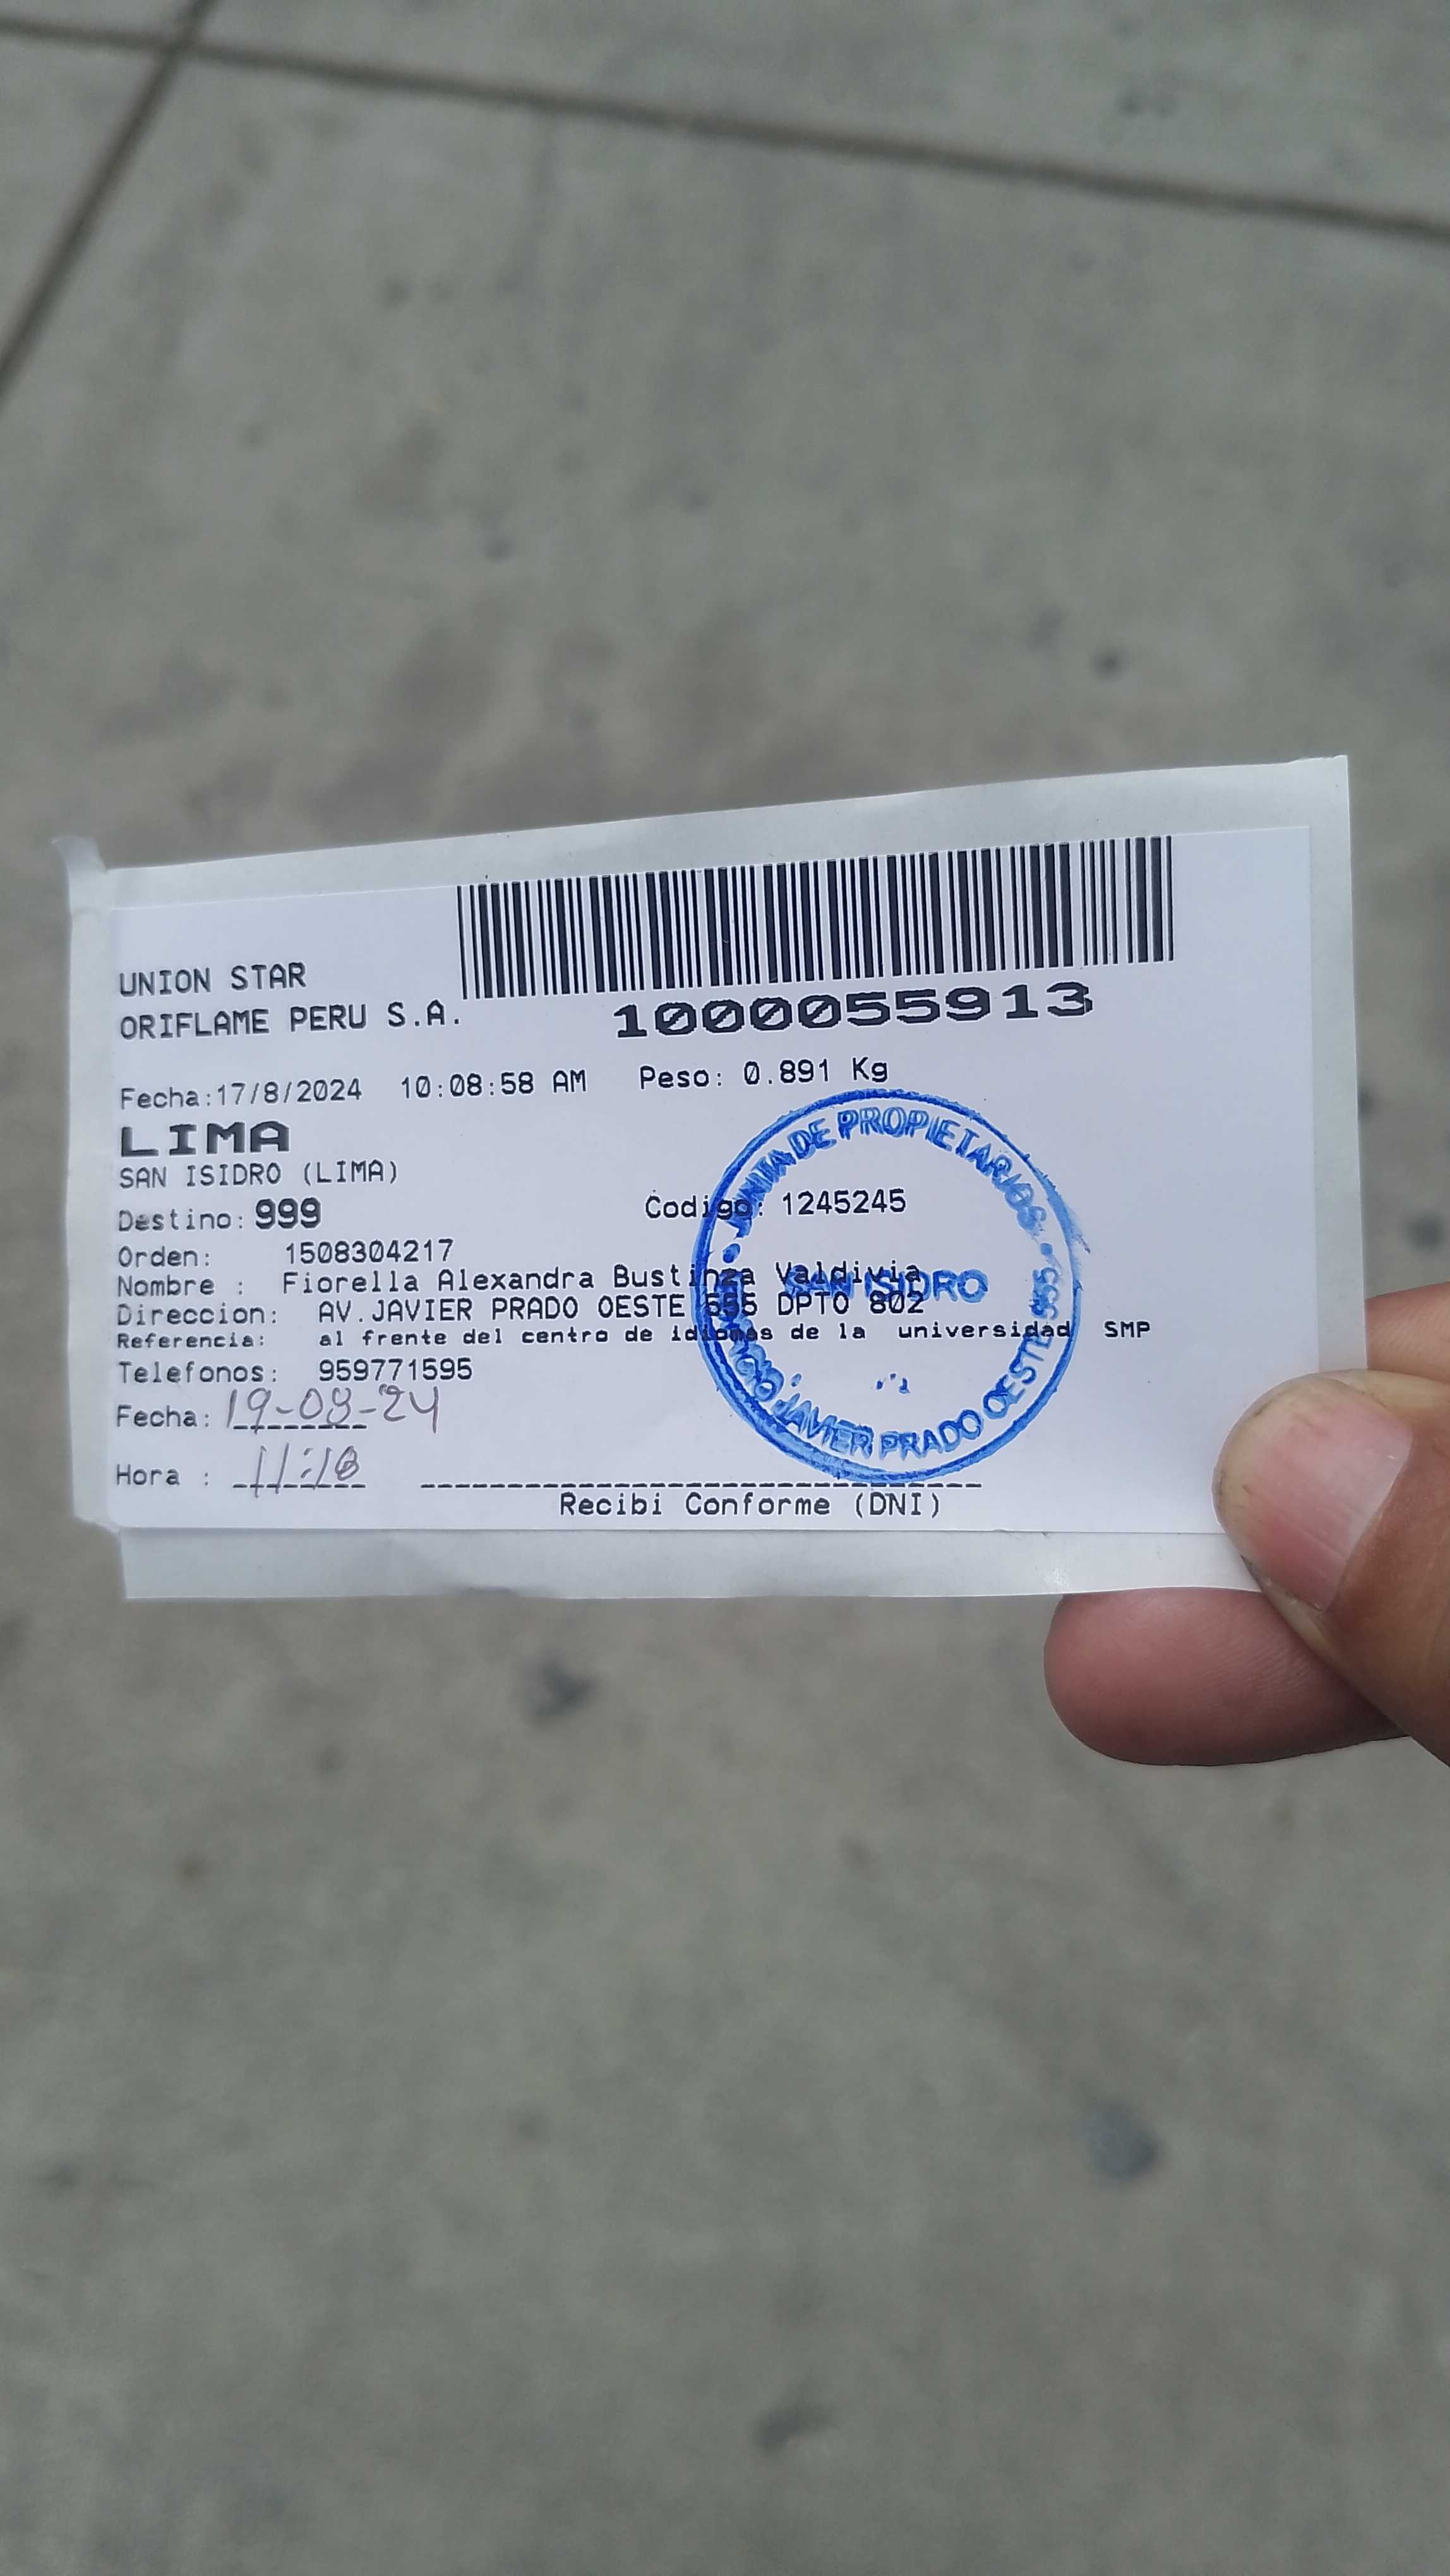 UNION STAR
ORIFLAME PERU S.A.
1000055913
Fecha:17/8/2024 10:08:58 AM Peso: 0.891 Kg
LIMA
SAN ISIDRO (LIMA)
Destino: 999 Codigo: 1245245
Orden: 1508304217
Nombre : Fiorella Alexandra Bustinza Valdivia
Direccion: AV.JAVIER PRADO OESTE 555 DPTO 802
Referencia: al frente del centro de idiomas de la universidad SMP
Telefonos: 959771595
Fecha: 19-08-24
Hora : 11:18
Recibi Conforme (DNI)
JUNTA DE PROPIETARIOS
SAN ISIDRO
JAVIER PRADO OESTE 555